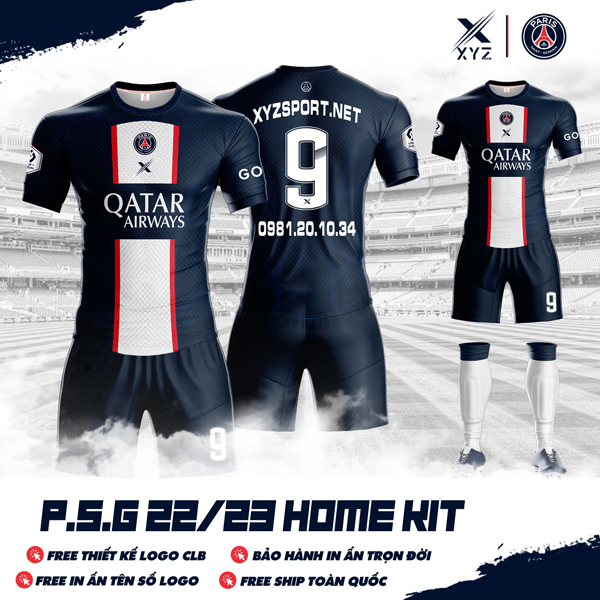 XYZ
PARIS
GO
QATAR
AIRWAYS
XYZSPORT.NET
9
0981.20.10.34
GO
QATAR
AIRWAYS
9
9
P.S.G 22/23 HOME KIT
FREE THIẾT KẾ LOGO CLB
BẢO HÀNH IN ẤN TRỌN ĐỜI
FREE IN ẤN TÊN SỐ LOGO
FREE SHIP TOÀN QUỐC